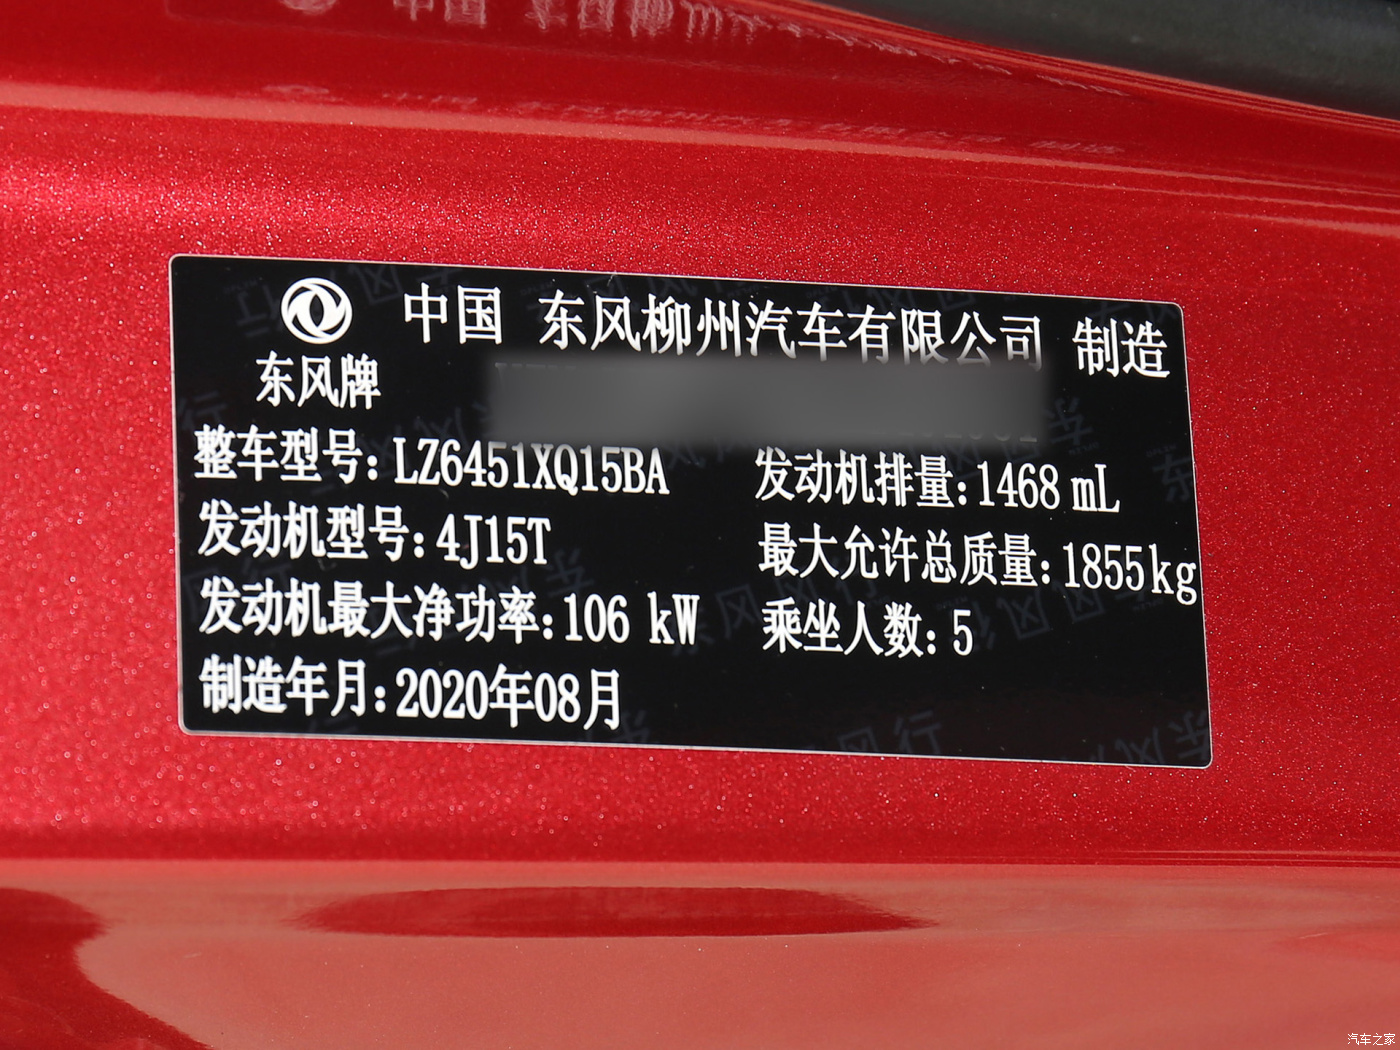 中国 东风柳州汽车有限公司 制造
东风牌
整车型号:LZ6451XQ15BA 发动机排量:1468 mL
发动机型号:4J15T 最大允许总质量:1855kg
发动机最大净功率:106 kW 乘坐人数:5
制造年月:2020年08月
汽车之家